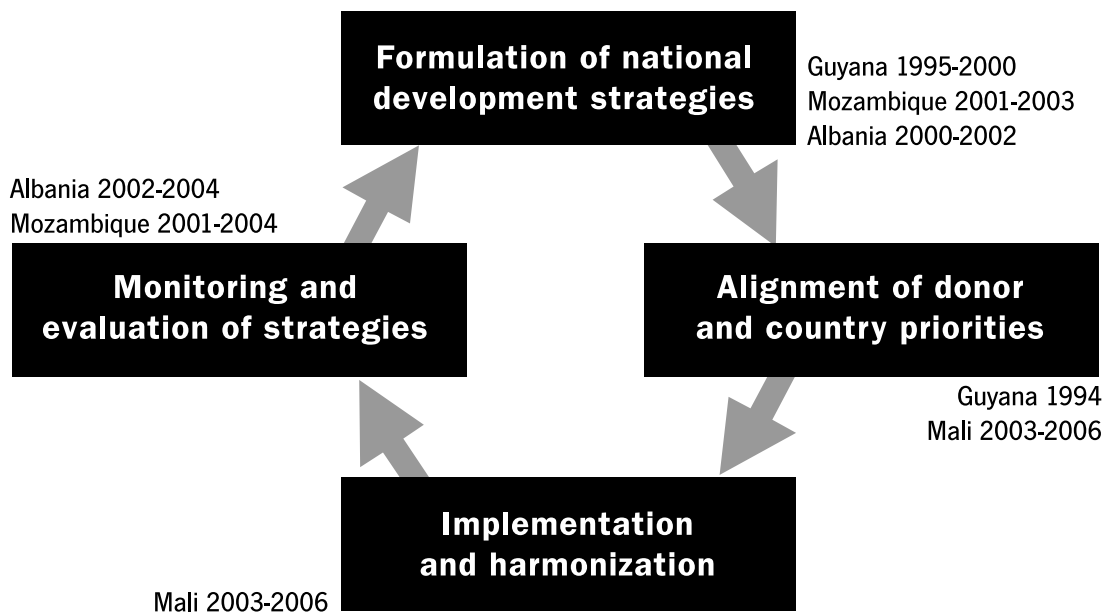 Formulation of national
development strategies
Guyana 1995-2000
Mozambique 2001-2003
Albania 2000-2002
Albania 2002-2004
Mozambique 2001-2004
Monitoring and
evaluation of strategies
Alignment of donor
and country priorities
Guyana 1994
Mali 2003-2006
Implementation
and harmonization
Mali 2003-2006